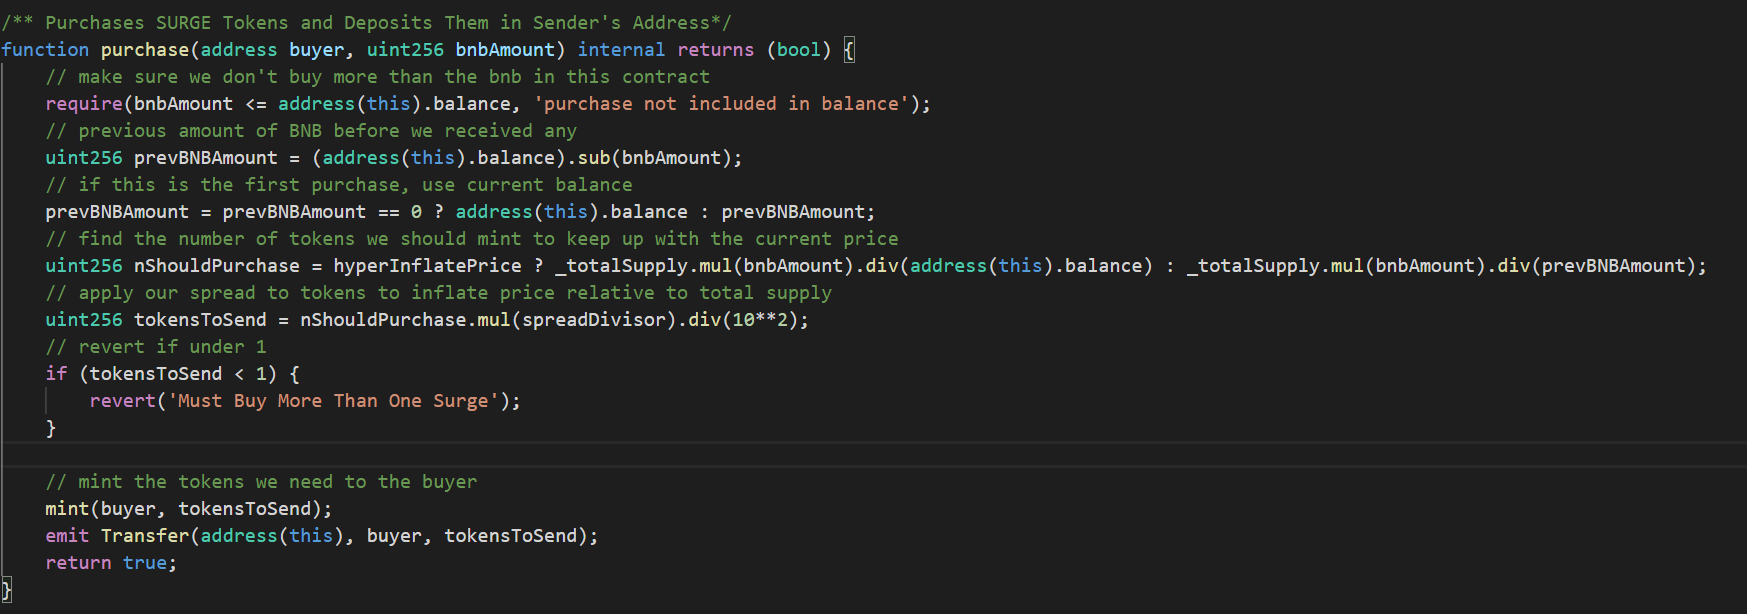 /** Purchases SURGE Tokens and Deposits Them in Sender's Address*/
function purchase(address buyer, uint256 bnbAmount) internal returns (bool) {
    // make sure we don't buy more than the bnb in this contract
    require(bnbAmount <= address(this).balance, 'purchase not included in balance');
    // previous amount of BNB before we received any
    uint256 prevBNBAmount = (address(this).balance).sub(bnbAmount);
    // if this is the first purchase, use current balance
    prevBNBAmount = prevBNBAmount == 0 ? address(this).balance : prevBNBAmount;
    // find the number of tokens we should mint to keep up with the current price
    uint256 nShouldPurchase = hyperInflatePrice ? _totalSupply.mul(bnbAmount).div(address(this).balance) : _totalSupply.mul(bnbAmount).div(prevBNBAmount);
    // apply our spread to tokens to inflate price relative to total supply
    uint256 tokensToSend = nShouldPurchase.mul(spreadDivisor).div(10**2);
    // revert if under 1
    if (tokensToSend < 1) {
        revert('Must Buy More Than One Surge');
    }
    // mint the tokens we need to the buyer
    mint(buyer, tokensToSend);
    emit Transfer(address(this), buyer, tokensToSend);
    return true;
}